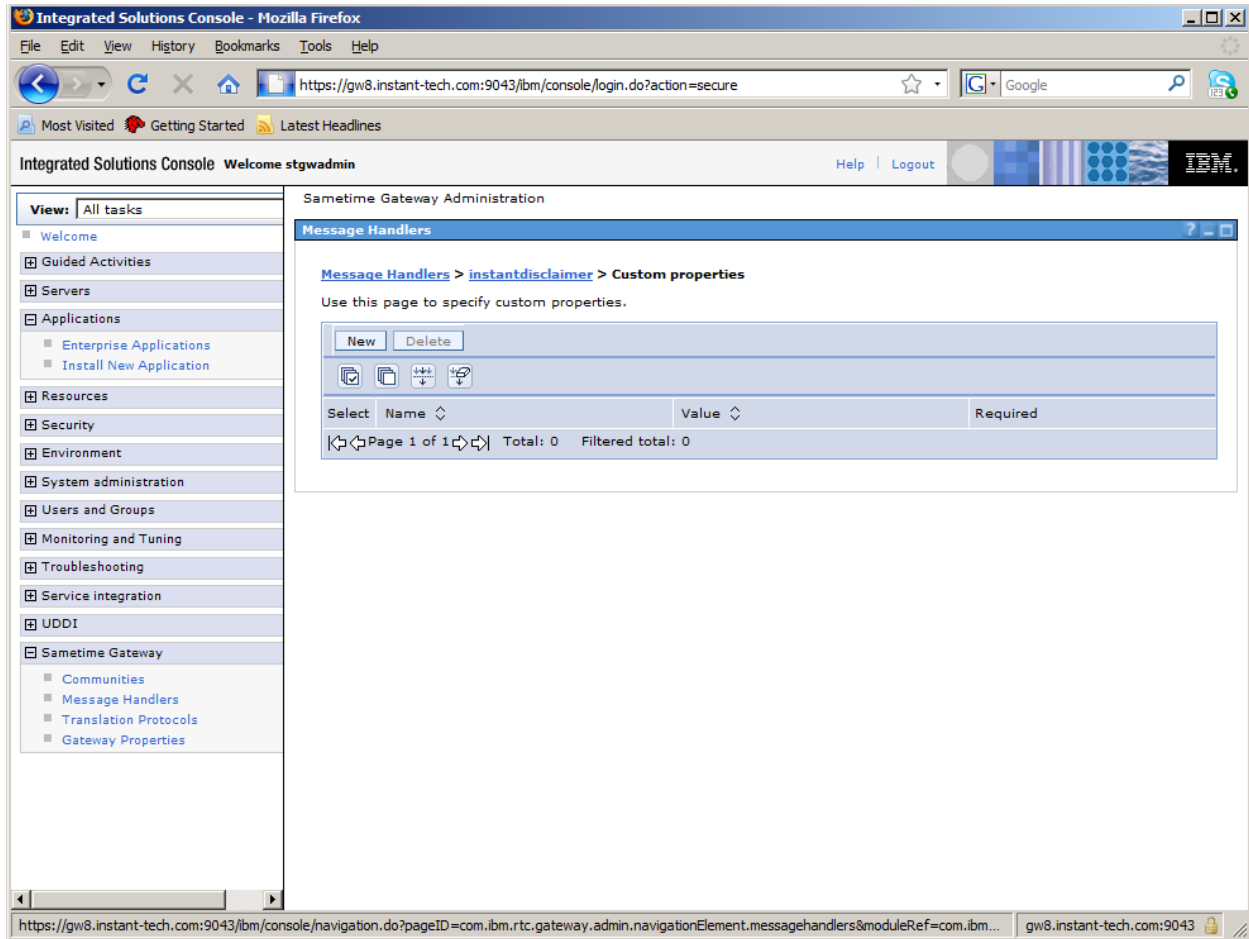 Integrated Solutions Console - Mozilla Firefox
File Edit View History Bookmarks Tools Help
https://gw8.instant-tech.com:9043/ibm/console/login.do?action=secure
G Google
123
Most Visited Getting Started Latest Headlines
Integrated Solutions Console Welcome stgwadmin
Help | Logout
IBM.
View: All tasks
Welcome
Guided Activities
Servers
Applications
Enterprise Applications
Install New Application
Resources
Security
Environment
System administration
Users and Groups
Monitoring and Tuning
Troubleshooting
Service integration
UDDI
Sametime Gateway
Communities
Message Handlers
Translation Protocols
Gateway Properties
Sametime Gateway Administration
Message Handlers ? _
Message Handlers > instantdisclaimer > Custom properties
Use this page to specify custom properties.
New Delete
Select Name Value Required
Page 1 of 1 Total: 0 Filtered total: 0
https://gw8.instant-tech.com:9043/ibm/console/navigation.do?pageID=com.ibm.rtc.gateway.admin.navigationElement.messagehandlers&moduleRef=com.ibm...
gw8.instant-tech.com:9043